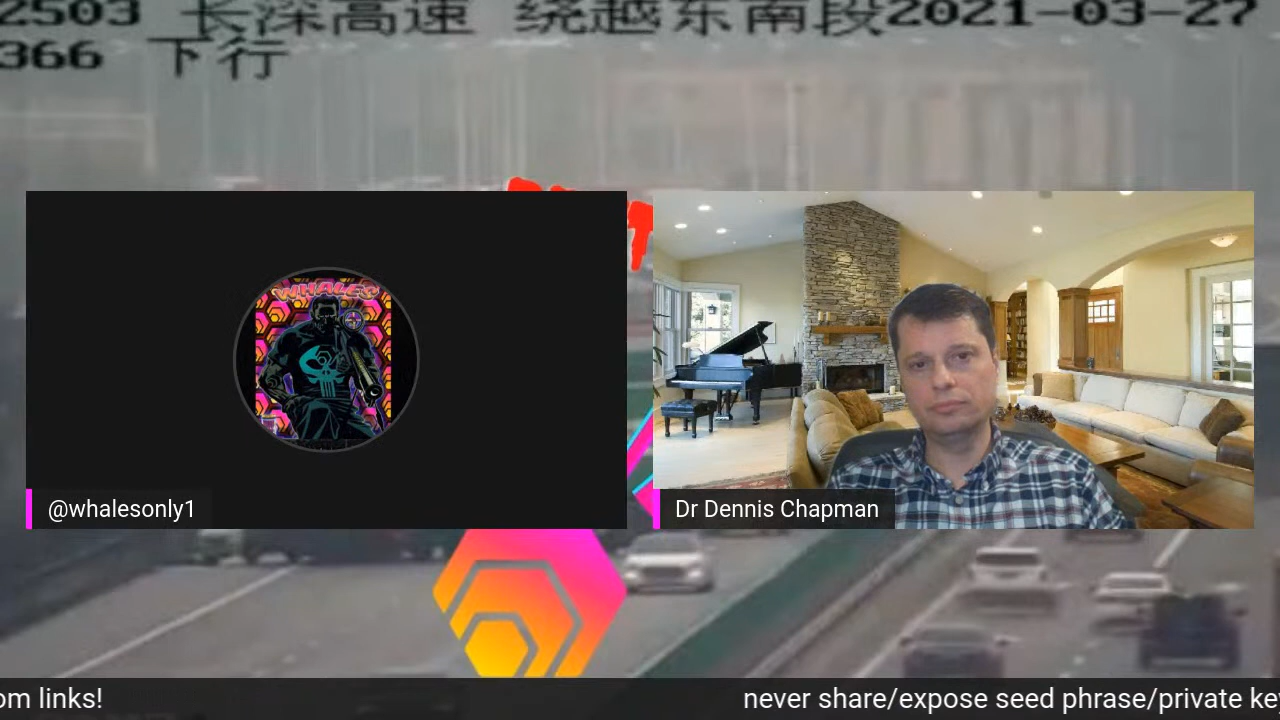 2503 长深高速 绕越东南段2021-03-27
366 下行
WHALES
@whalesonly1
Dr Dennis Chapman
om links!
never share/expose seed phrase/private ke